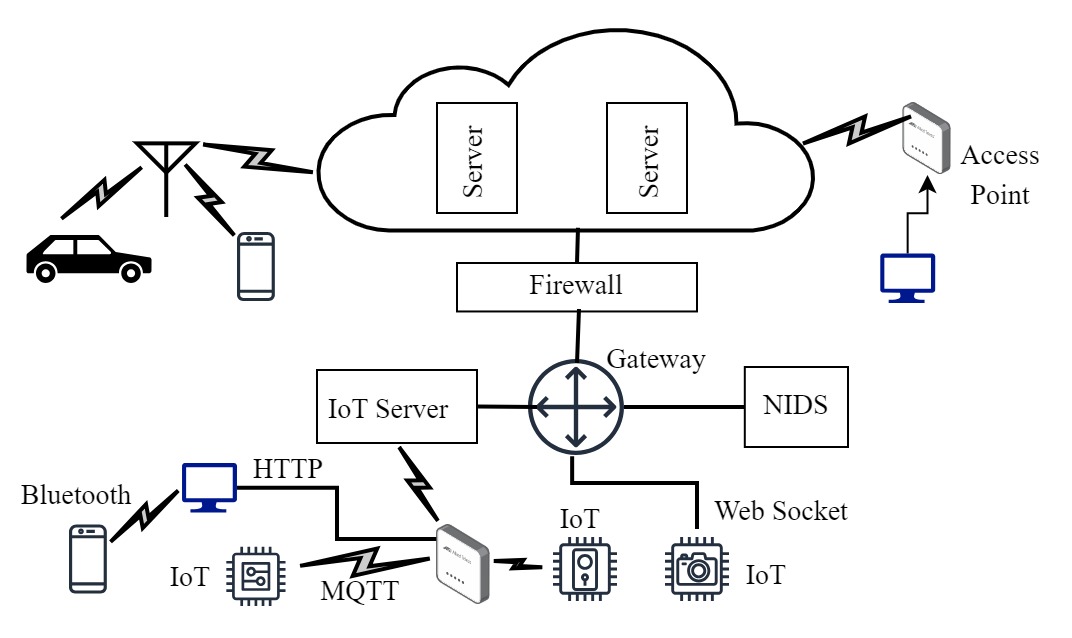 Server
Server
Access
Point
Firewall
Gateway
IoT Server
NIDS
HTTP
Bluetooth
Web Socket
IoT
IoT
MQTT
IoT